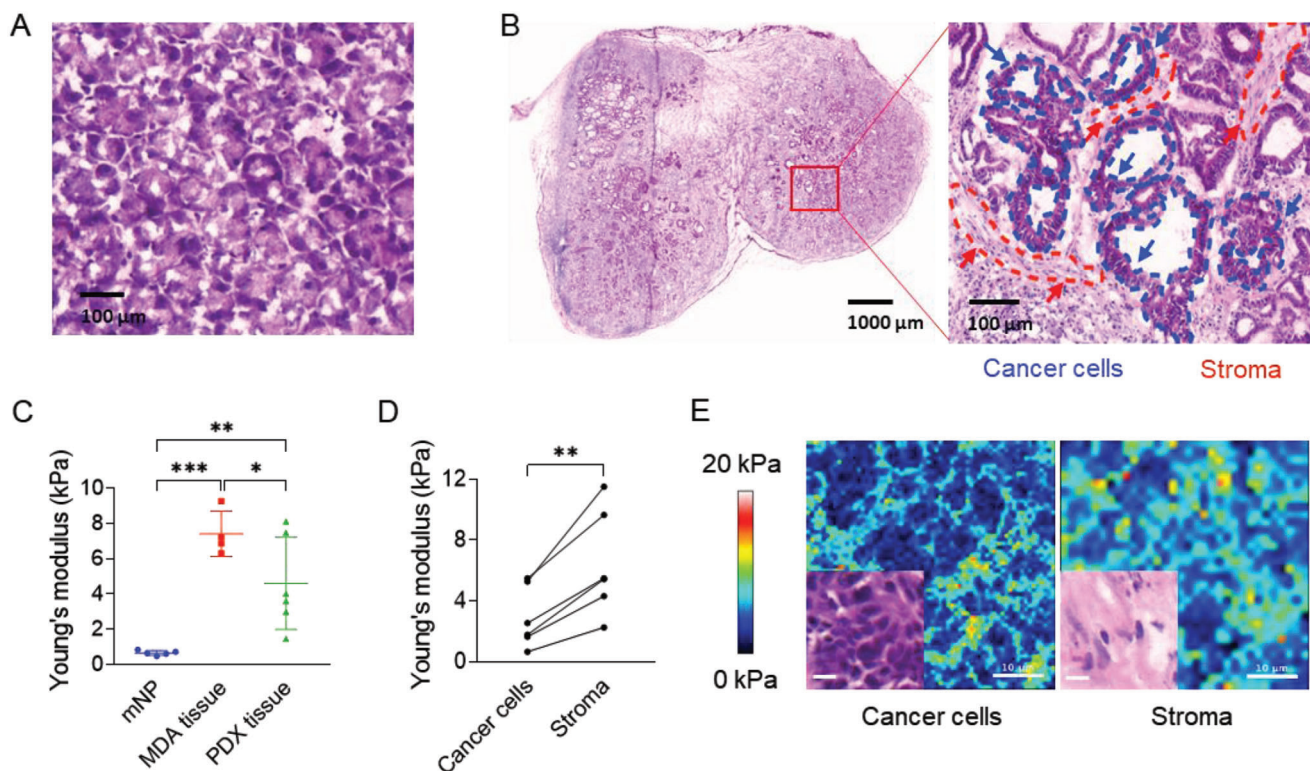 A
100 μm
B
1000 μm
100 μm
Cancer cells
Stroma
C
Young's modulus (kPa)
10
8
6
4
2
0
**
***
*
mNP
MDA tissue
PDX tissue
D
Young's modulus (kPa)
12
8
4
0
**
Cancer cells
Stroma
E
20 kPa
0 kPa
10 μm
10 μm
Cancer cells
Stroma